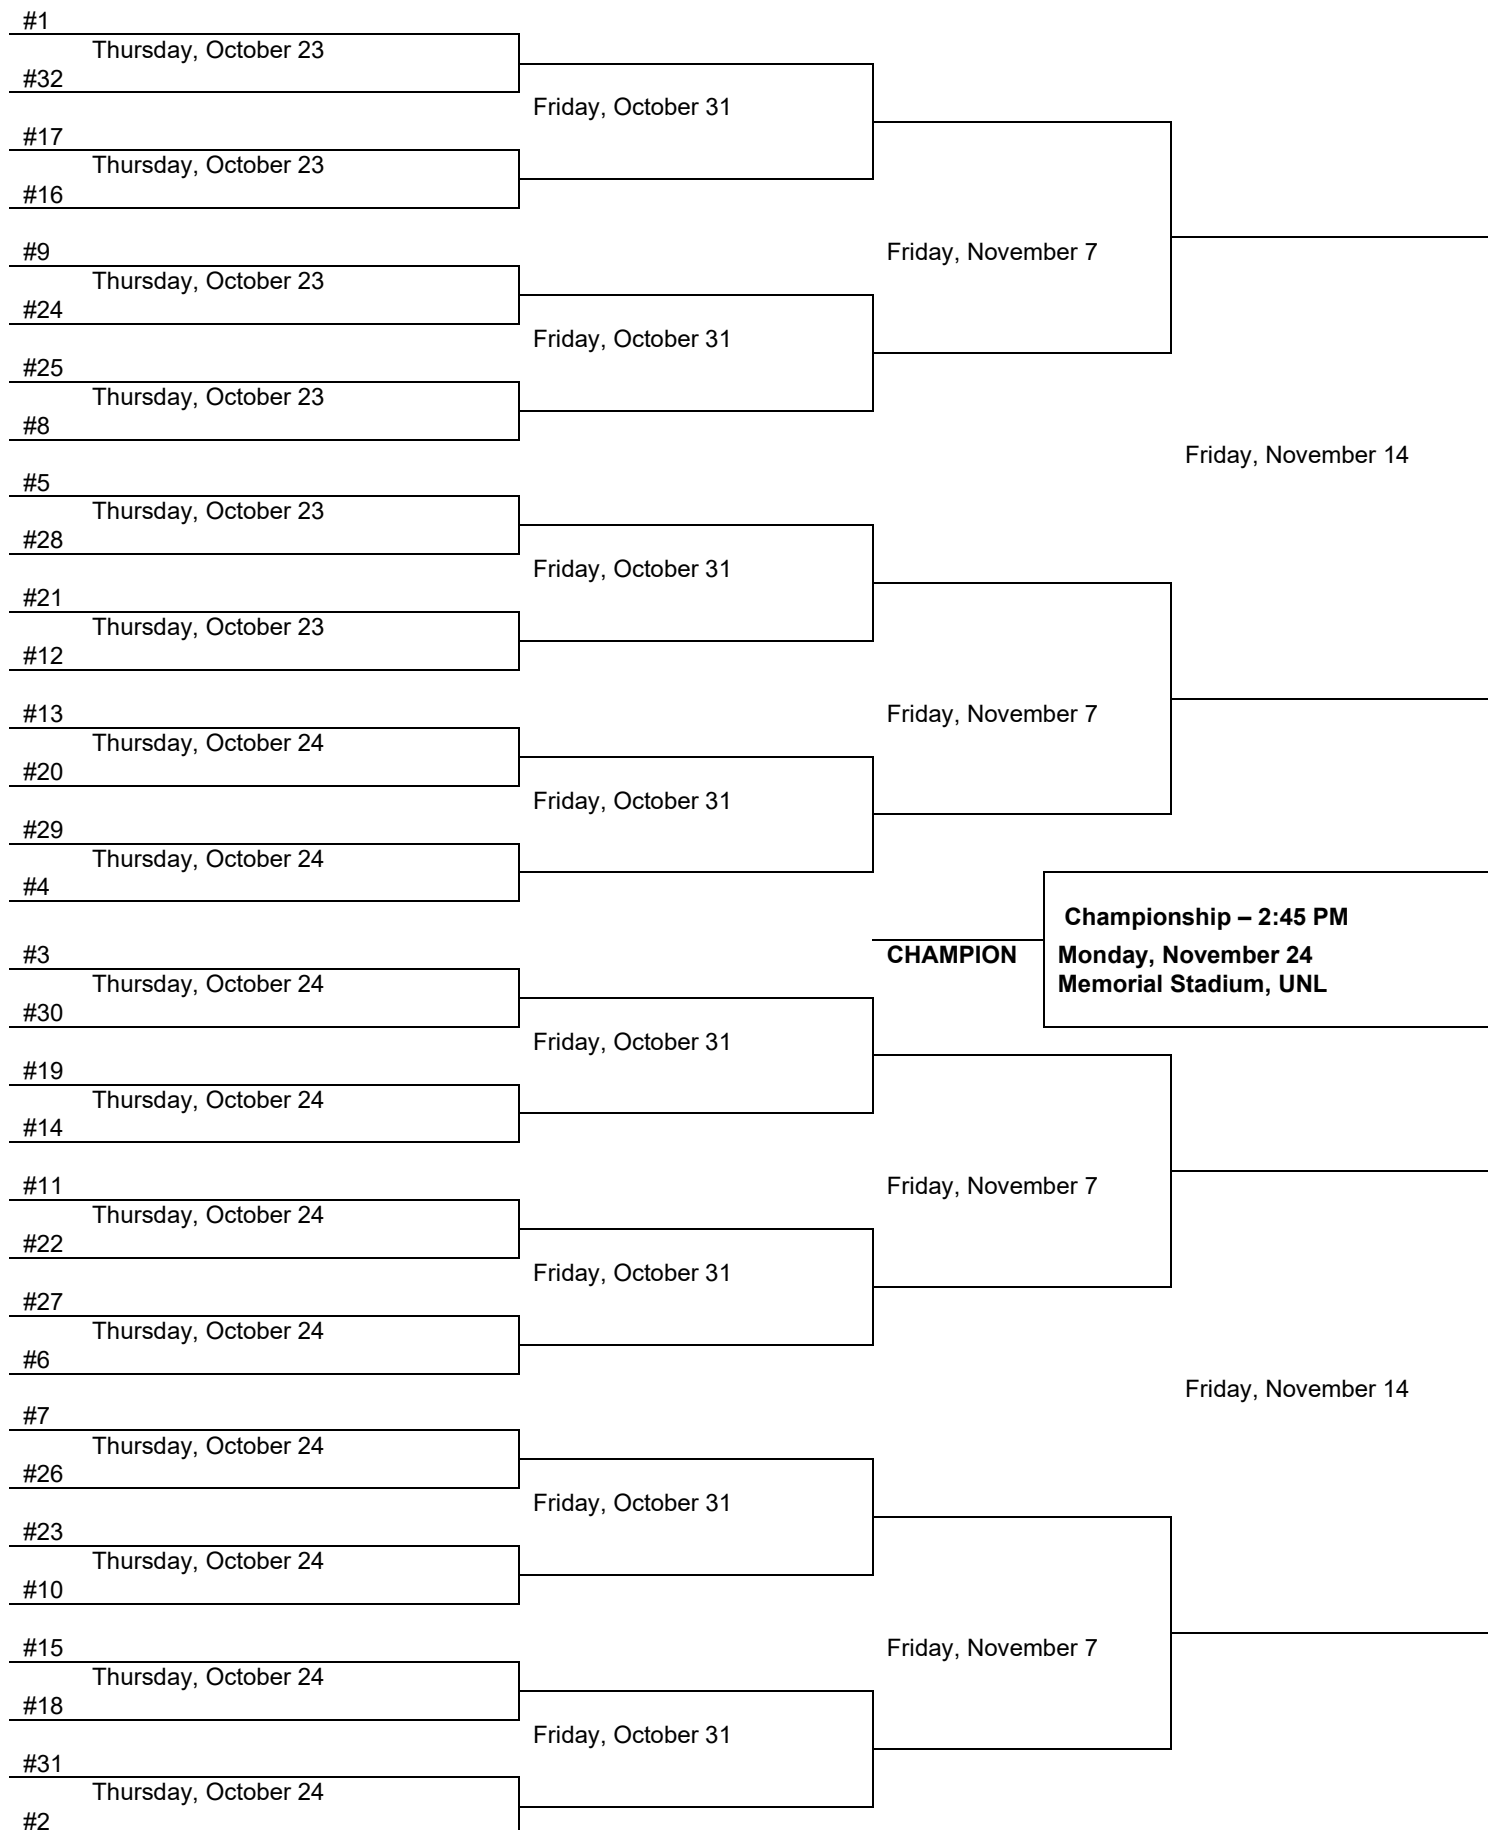 #1
Thursday, October 23
#32
Friday, October 31
#17
Thursday, October 23
#16
#9
Friday, November 7
Thursday, October 23
#24
Friday, October 31
#25
Thursday, October 23
#8
Friday, November 14
#5
Thursday, October 23
#28
Friday, October 31
#21
Thursday, October 23
#12
#13
Friday, November 7
Thursday, October 24
#20
Friday, October 31
#29
Thursday, October 24
#4
Championship – 2:45 PM
#3
CHAMPION
Monday, November 24
Thursday, October 24
Memorial Stadium, UNL
#30
Friday, October 31
#19
Thursday, October 24
#14
#11
Friday, November 7
Thursday, October 24
#22
Friday, October 31
#27
Thursday, October 24
#6
Friday, November 14
#7
Thursday, October 24
#26
Friday, October 31
#23
Thursday, October 24
#10
#15
Friday, November 7
Thursday, October 24
#18
Friday, October 31
#31
Thursday, October 24
#2